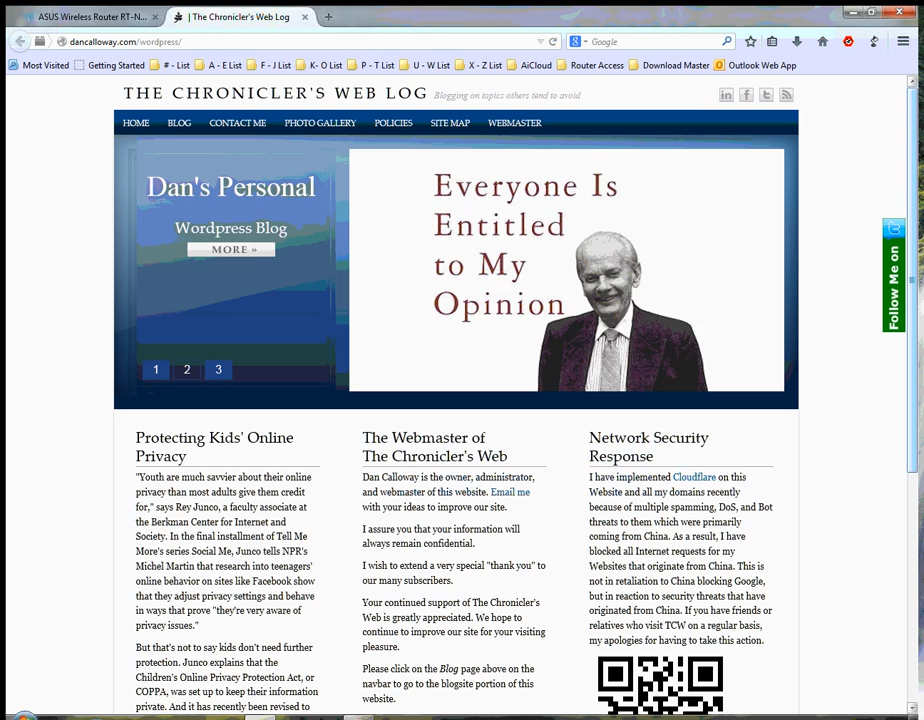 ASUS Wireless Router RT-N...
| The Chronicler's Web Log
dancalloway.com/wordpress/
Google
Most Visited
Getting Started
# - List
A - E List
F - J List
K- O List
P - T List
U - W List
X - Z List
AiCloud
Router Access
Download Master
Outlook Web App
THE CHRONICLER'S WEB LOG
Blogging on topics others tend to avoid
HOME BLOG CONTACT ME PHOTO GALLERY POLICIES SITE MAP WEBMASTER
Dan's Personal
Wordpress Blog
MORE »
1 2 3
Everyone Is
Entitled
to My
Opinion
Follow Me on
Protecting Kids' Online
Privacy
"Youth are much savvier about their online
privacy than most adults give them credit
for," says Rey Junco, a faculty associate at
the Berkman Center for Internet and
Society. In the final installment of Tell Me
More's series Social Me, Junco tells NPR's
Michel Martin that research into teenagers'
online behavior on sites like Facebook show
that they adjust privacy settings and behave
in ways that prove "they're very aware of
privacy issues."
But that's not to say kids don't need further
protection. Junco explains that the
Children's Online Privacy Protection Act, or
COPPA, was set up to keep their information
private. And it has recently been revised to
The Webmaster of
The Chronicler's Web
Dan Calloway is the owner, administrator,
and webmaster of this website. Email me
with your ideas to improve our site.
I assure you that your information will
always remain confidential.
I wish to extend a very special "thank you" to
our many subscribers.
Your continued support of The Chronicler's
Web is greatly appreciated. We hope to
continue to improve our site for your visiting
pleasure.
Please click on the Blog page above on the
navbar to go to the blogsite portion of this
website.
Network Security
Response
I have implemented Cloudflare on this
Website and all my domains recently
because of multiple spamming, DoS, and Bot
threats to them which were primarily
coming from China. As a result, I have
blocked all Internet requests for my
Websites that originate from China. This is
not in retaliation to China blocking Google,
but in reaction to security threats that have
originated from China. If you have friends or
relatives who visit TCW on a regular basis,
my apologies for having to take this action.